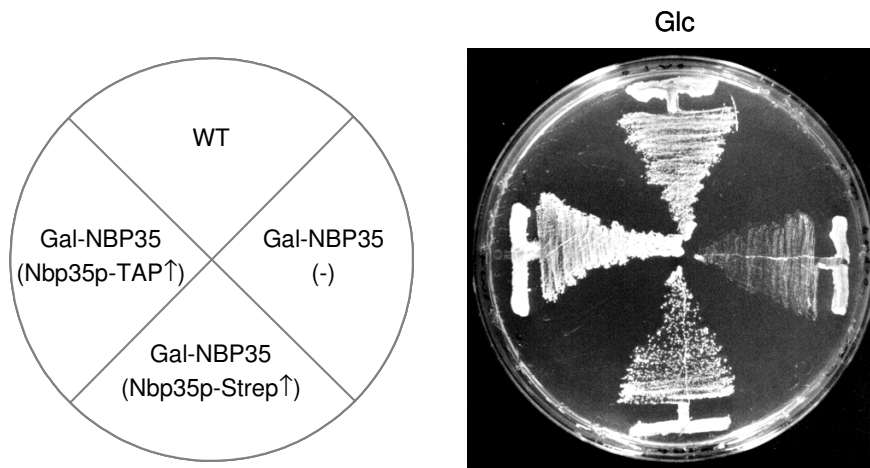 Glc
WT
Gal-NBP35
(Nbp35p-TAP↑)
Gal-NBP35
(-)
Gal-NBP35
(Nbp35p-Strep↑)